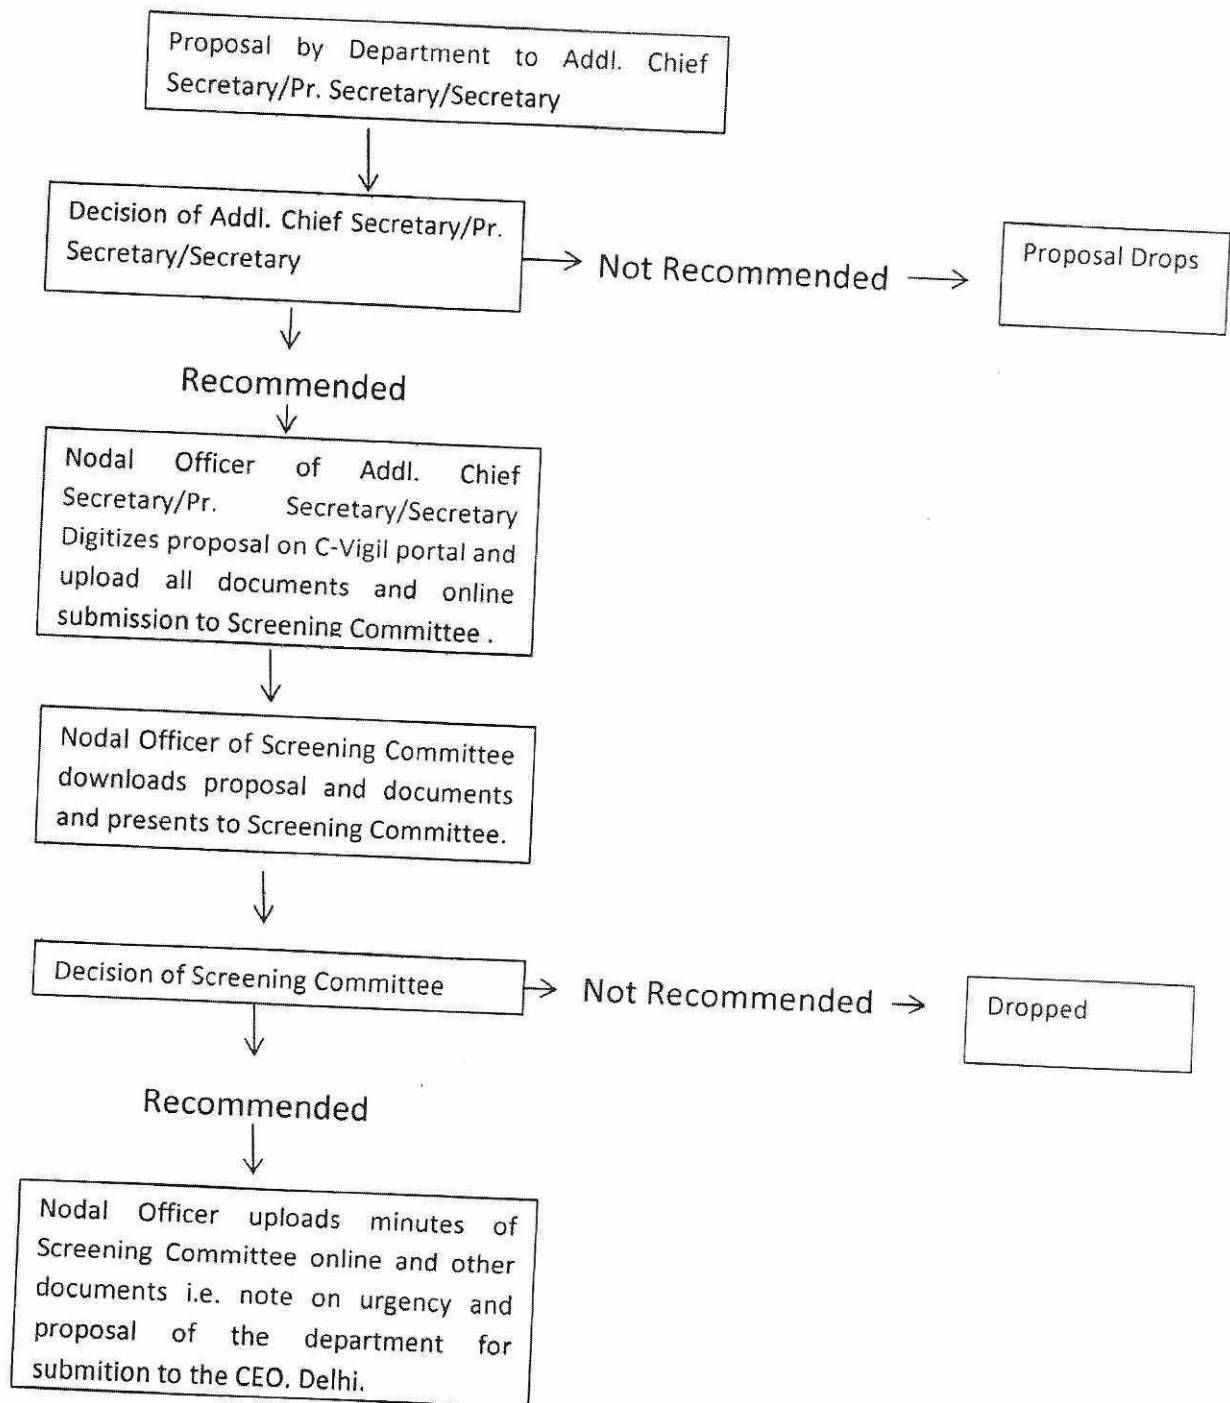 Proposal by Department to Addl. Chief
Secretary/Pr. Secretary/Secretary
Decision of Addl. Chief Secretary/Pr.
Secretary/Secretary
Not Recommended
Proposal Drops
Recommended
Nodal Officer of Addl. Chief
Secretary/Pr. Secretary/Secretary
Digitizes proposal on C-Vigil portal and
upload all documents and online
submission to Screening Committee .
Nodal Officer of Screening Committee
downloads proposal and documents
and presents to Screening Committee.
Decision of Screening Committee
Not Recommended
Dropped
Recommended
Nodal Officer uploads minutes of
Screening Committee online and other
documents i.e. note on urgency and
proposal of the department for
submition to the CEO. Delhi.